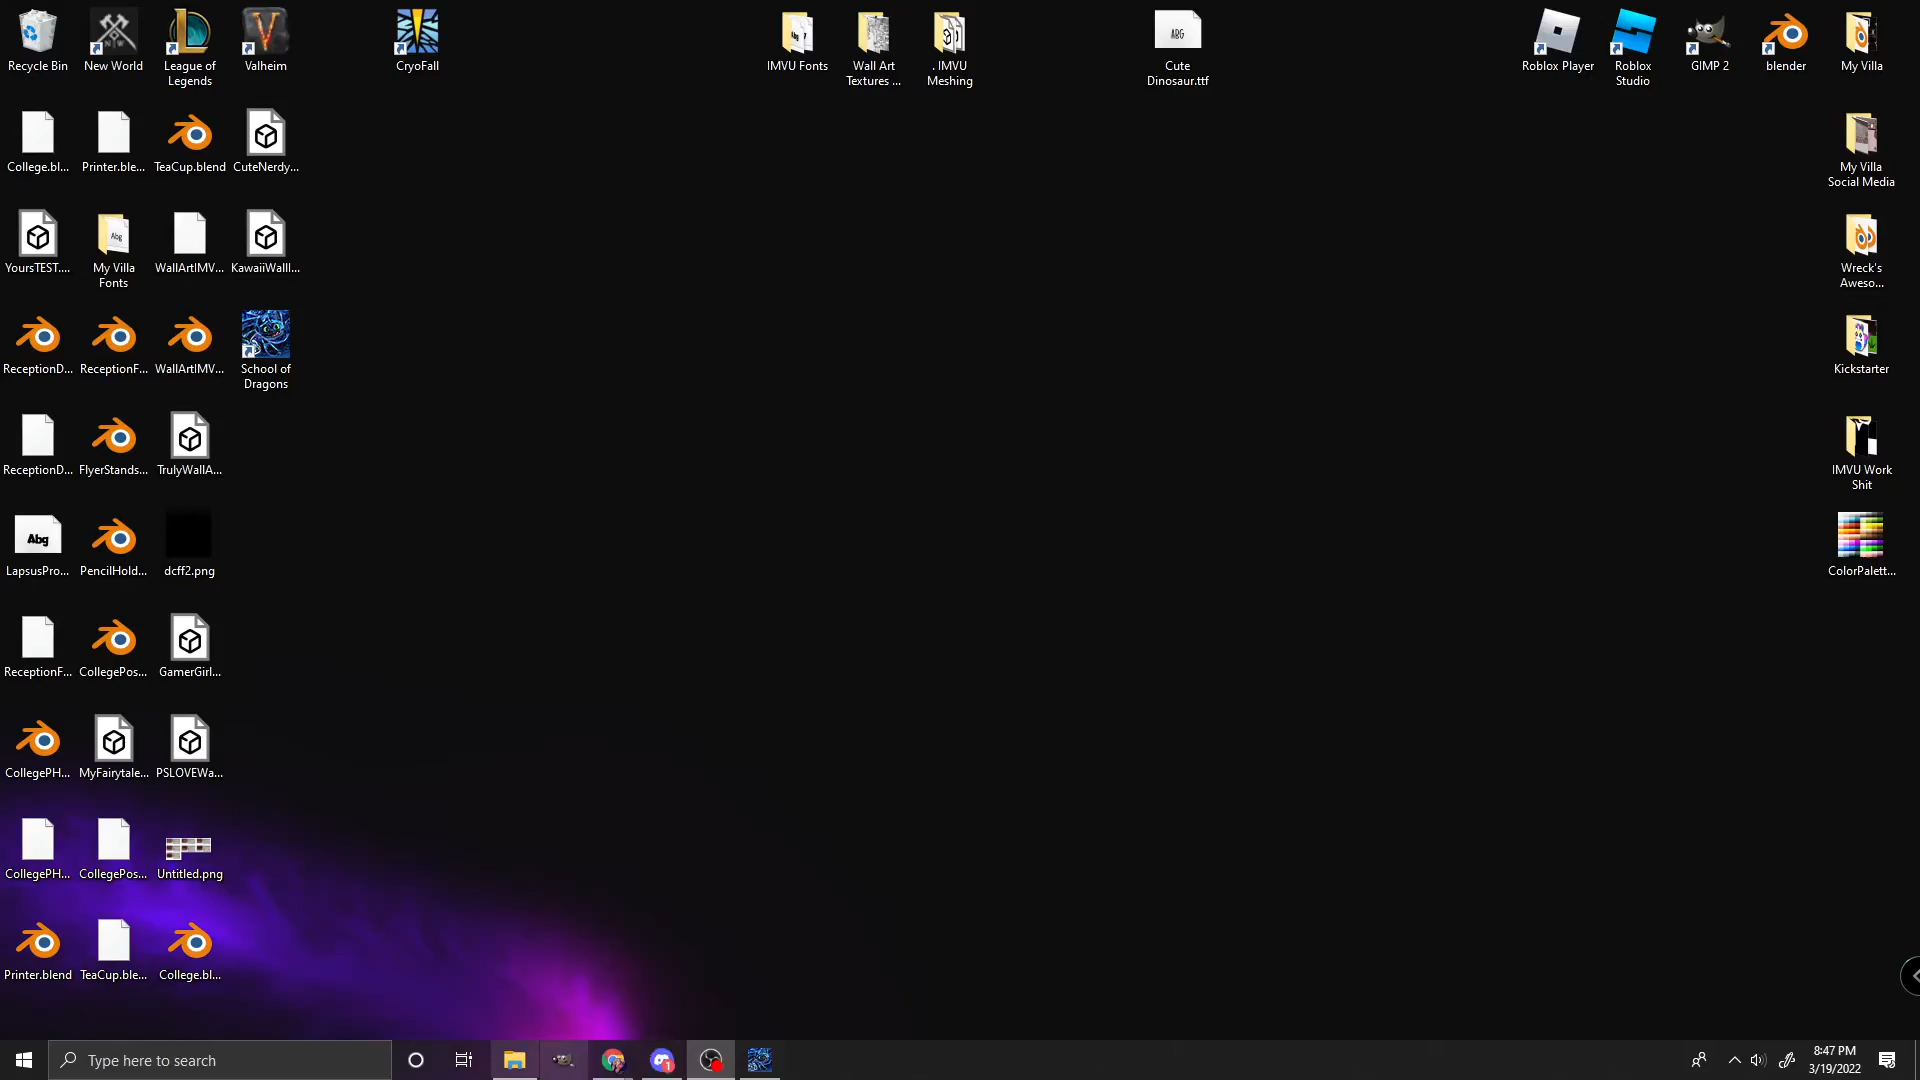 Recycle Bin
New World
League of
Legends
Valheim
CryoFall
IMVU Fonts
Wall Art
Textures ...
. IMVU
Meshing
ABG
Cute
Dinosaur.ttf
Roblox Player
Roblox
Studio
GIMP 2
blender
My Villa
College.bl...
Printer.ble...
TeaCup.blend
CuteNerdy...
My Villa
Social Media
YoursTEST....
Abg
My Villa
Fonts
WallArtIMV...
KawaiiWalll...
Wreck's
Aweso...
ReceptionD...
ReceptionF...
WallArtIMV...
School of
Dragons
Kickstarter
ReceptionD...
FlyerStands...
TrulyWallA...
IMVU Work
Shit
Abg
LapsusPro...
PencilHold...
dcff2.png
ColorPalett...
ReceptionF...
CollegePos...
GamerGirl...
CollegePH...
MyFairytale...
PSLOVEWa...
CollegePH...
CollegePos...
Untitled.png
Printer.blend
TeaCup.ble...
College.bl...
Type here to search
1
8:47 PM
3/19/2022